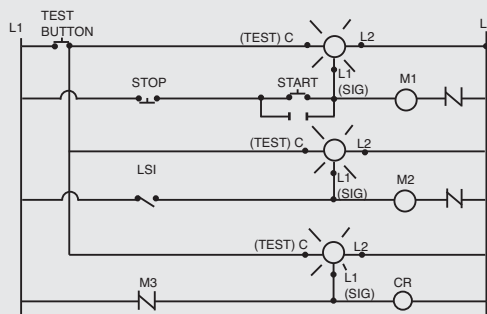 L1
TEST
BUTTON
L
(TEST) C
L2
L1
(SIG)
STOP
START
M1
(TEST) C
L2
L1
(SIG)
LSI
M2
(TEST) C
L2
L1
(SIG)
M3
CR